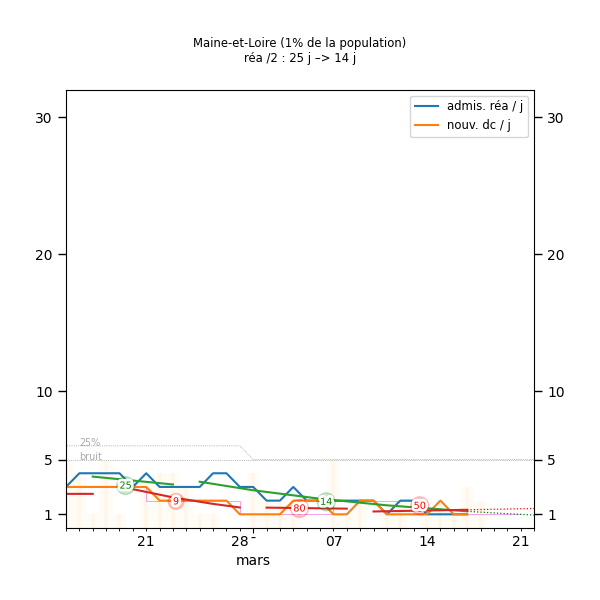 Maine-et-Loire (1% de la population)
réa /2 : 25 j –> 14 j
admis. réa / j
nouv. dc / j
30 30
20 20
10 10
25%
bruit
5 5
25 9 80 14 50
1 1
21 28 07 14 21
mars